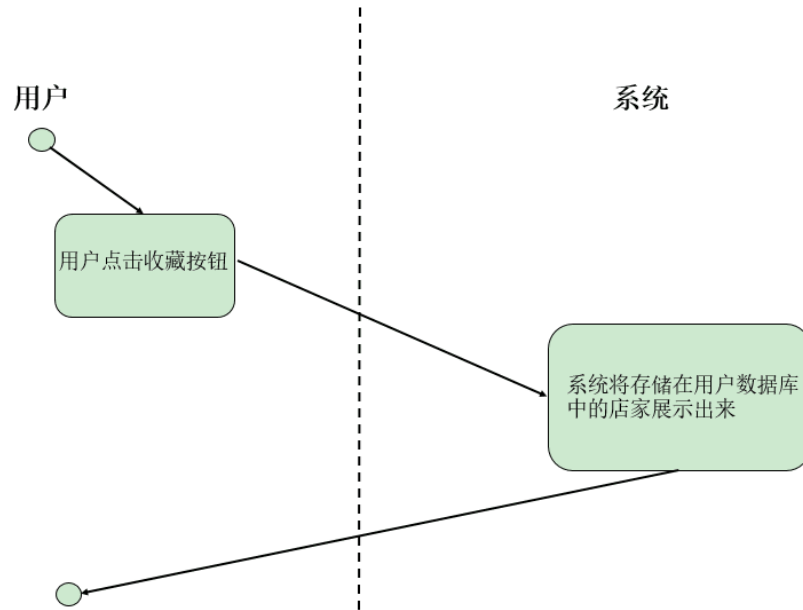 用户
系统
用户点击收藏按钮
系统将存储在用户数据库
中的店家展示出来